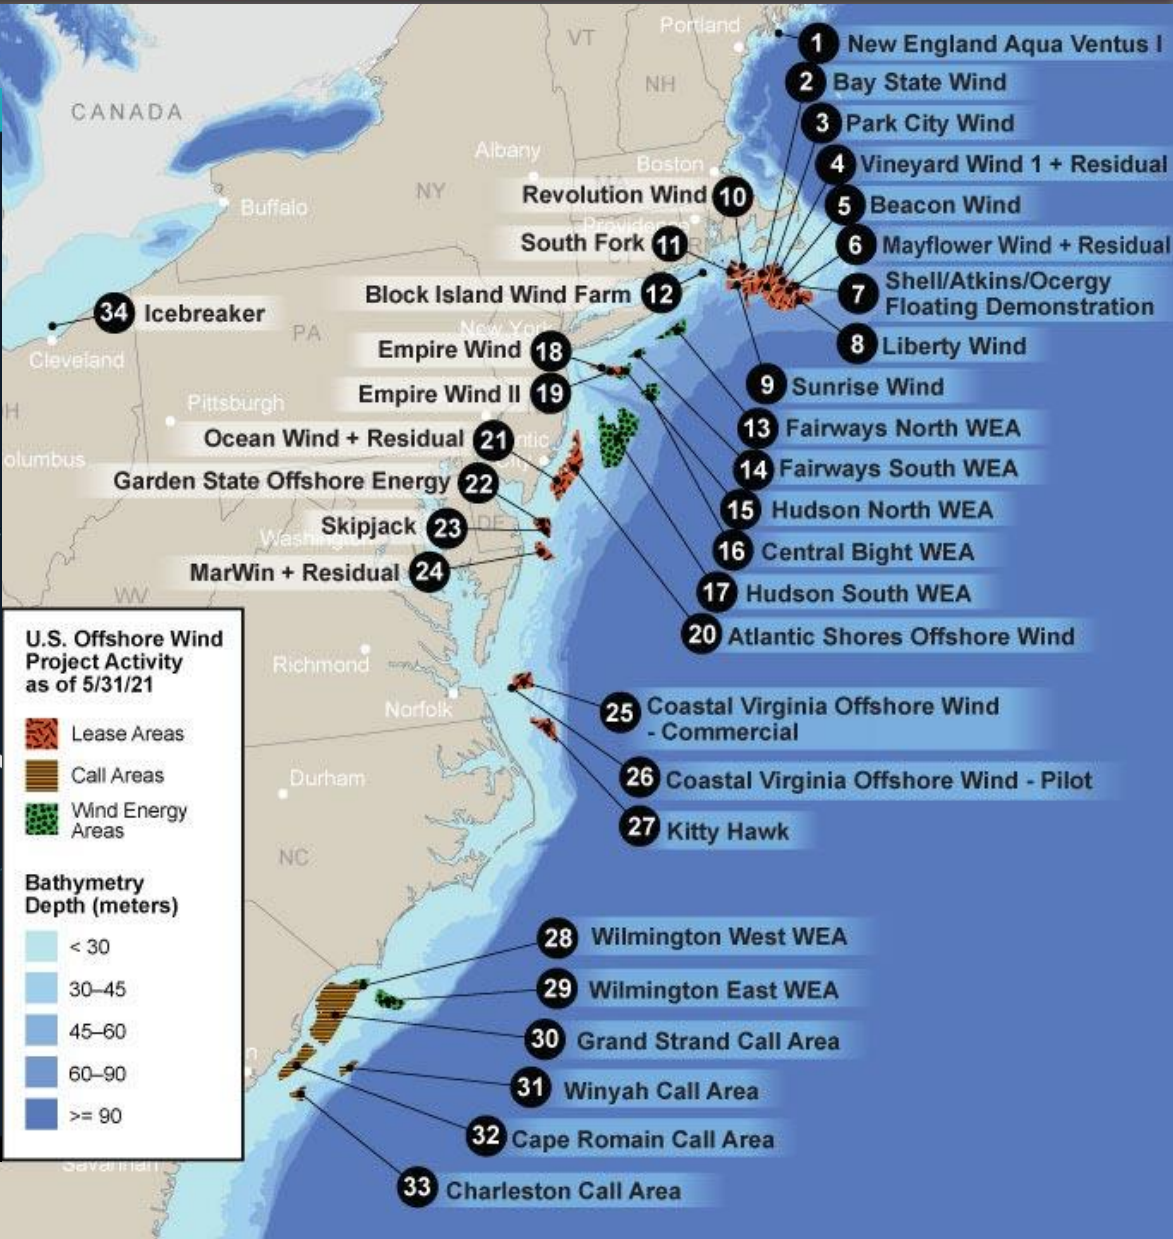 Portland
VT
NH
CANADA
Albany
Boston
MA
NY
Buffalo
Providence
RI
CT
PA
New York
Cleveland
Pittsburgh
OH
olumbus
ntic
City
DE
Washington
WV
Richmond
Norfolk
Durham
NC
n
Savannah
1 New England Aqua Ventus I
2 Bay State Wind
3 Park City Wind
4 Vineyard Wind 1 + Residual
5 Beacon Wind
6 Mayflower Wind + Residual
7 Shell/Atkins/Ocergy
Floating Demonstration
8 Liberty Wind
9 Sunrise Wind
Revolution Wind 10
South Fork 11
Block Island Wind Farm 12
13 Fairways North WEA
14 Fairways South WEA
15 Hudson North WEA
16 Central Bight WEA
17 Hudson South WEA
Empire Wind 18
Empire Wind II 19
20 Atlantic Shores Offshore Wind
Ocean Wind + Residual 21
Garden State Offshore Energy 22
Skipjack 23
MarWin + Residual 24
25 Coastal Virginia Offshore Wind
- Commercial
26 Coastal Virginia Offshore Wind - Pilot
27 Kitty Hawk
28 Wilmington West WEA
29 Wilmington East WEA
30 Grand Strand Call Area
31 Winyah Call Area
32 Cape Romain Call Area
33 Charleston Call Area
34 Icebreaker
U.S. Offshore Wind
Project Activity
as of 5/31/21
Lease Areas
Call Areas
Wind Energy
Areas
Bathymetry
Depth (meters)
< 30
30–45
45–60
60–90
>= 90